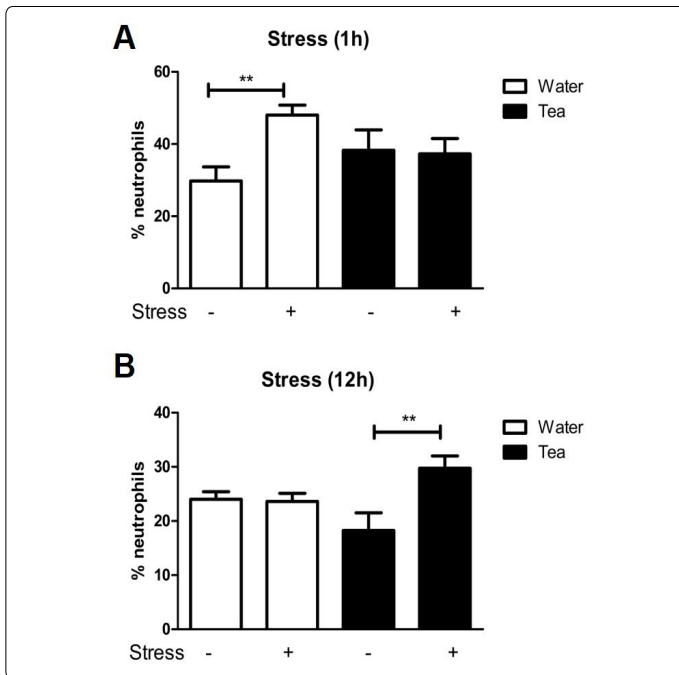 A
Stress (1h)
60
40
20
0
% neutrophils
**
Water
Tea
Stress - + - +
B
Stress (12h)
40
30
20
10
0
% neutrophils
**
Water
Tea
Stress - + - +